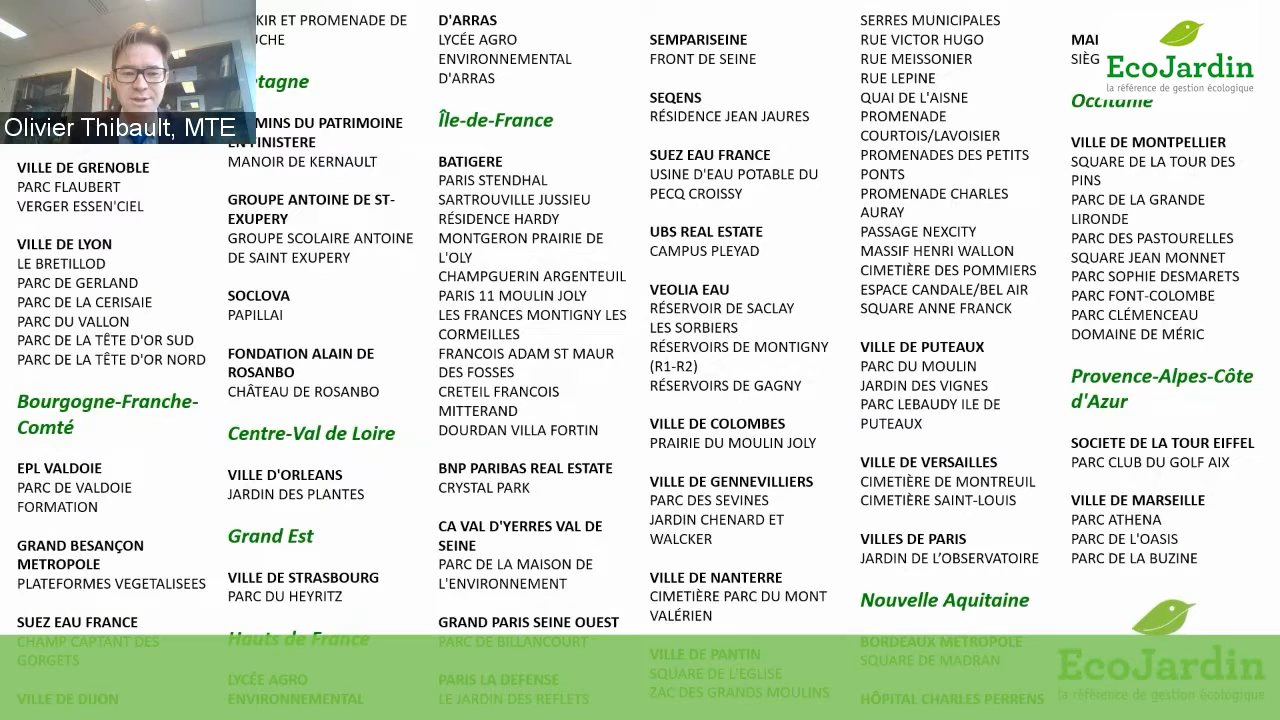 Olivier Thibault, MTE
VILLE DE GRENOBLE
PARC FLAUBERT
VERGER ESSEN'CIEL
VILLE DE LYON
LE BRETILLOD
PARC DE GERLAND
PARC DE LA CERISAIE
PARC DU VALLON
PARC DE LA TÊTE D'OR SUD
PARC DE LA TÊTE D'OR NORD
Bourgogne-Franche-
Comté
EPL VALDOIE
PARC DE VALDOIE
FORMATION
GRAND BESANÇON
METROPOLE
PLATEFORMES VEGETALISEES
SUEZ EAU FRANCE
CHAMP CAPTANT DES
GORGETS
VILLE DE DIJON
KIR ET PROMENADE DE
UCHE
etagne
MINS DU PATRIMOINE
EN FINISTERE
MANOIR DE KERNAULT
GROUPE ANTOINE DE ST-
EXUPERY
GROUPE SCOLAIRE ANTOINE
DE SAINT EXUPERY
SOCLOVA
PAPILLAI
FONDATION ALAIN DE
ROSANBO
CHÂTEAU DE ROSANBO
Centre-Val de Loire
VILLE D'ORLEANS
JARDIN DES PLANTES
Grand Est
VILLE DE STRASBOURG
PARC DU HEYRITZ
Hauts de France
LYCÉE AGRO
ENVIRONNEMENTAL
D'ARRAS
LYCÉE AGRO
ENVIRONNEMENTAL
D'ARRAS
Île-de-France
BATIGERE
PARIS STENDHAL
SARTROUVILLE JUSSIEU
RÉSIDENCE HARDY
MONTGERON PRAIRIE DE
L'OLY
CHAMPGUERIN ARGENTEUIL
PARIS 11 MOULIN JOLY
LES FRANCES MONTIGNY LES
CORMEILLES
FRANCOIS ADAM ST MAUR
DES FOSSES
CRETEIL FRANCOIS
MITTERAND
DOURDAN VILLA FORTIN
BNP PARIBAS REAL ESTATE
CRYSTAL PARK
CA VAL D'YERRES VAL DE
SEINE
PARC DE LA MAISON DE
L'ENVIRONNEMENT
GRAND PARIS SEINE OUEST
PARC DE BILLANCOURT
PARIS LA DEFENSE
LE JARDIN DES REFLETS
SEMPARISEINE
FRONT DE SEINE
SEQENS
RÉSIDENCE JEAN JAURES
SUEZ EAU FRANCE
USINE D'EAU POTABLE DU
PECQ CROISSY
UBS REAL ESTATE
CAMPUS PLEYAD
VEOLIA EAU
RÉSERVOIR DE SACLAY
LES SORBIERS
RÉSERVOIRS DE MONTIGNY
(R1-R2)
RÉSERVOIRS DE GAGNY
VILLE DE COLOMBES
PRAIRIE DU MOULIN JOLY
VILLE DE GENNEVILLIERS
PARC DES SEVINES
JARDIN CHENARD ET
WALCKER
VILLE DE NANTERRE
CIMETIÈRE PARC DU MONT
VALÉRIEN
VILLE DE PANTIN
SQUARE DE L'EGLISE
ZAC DES GRANDS MOULINS
SERRES MUNICIPALES
RUE VICTOR HUGO
RUE MEISSONIER
RUE LEPINE
QUAI DE L'AISNE
PROMENADE
COURTOIS/LAVOISIER
PROMENADES DES PETITS
PONTS
PROMENADE CHARLES
AURAY
PASSAGE NEXCITY
MASSIF HENRI WALLON
CIMETIÈRE DES POMMIERS
ESPACE CANDALE/BEL AIR
SQUARE ANNE FRANCK
VILLE DE PUTEAUX
PARC DU MOULIN
JARDIN DES VIGNES
PARC LEBAUDY ILE DE
PUTEAUX
VILLE DE VERSAILLES
CIMETIÈRE DE MONTREUIL
CIMETIÈRE SAINT-LOUIS
VILLES DE PARIS
JARDIN DE L’OBSERVATOIRE
Nouvelle Aquitaine
BORDEAUX METROPOLE
SQUARE DE MADRAN
HÔPITAL CHARLES PERRENS
MAI
SIÈG
EcoJardin
la référence de gestion écologique
Occitanie
VILLE DE MONTPELLIER
SQUARE DE LA TOUR DES
PINS
PARC DE LA GRANDE
LIRONDE
PARC DES PASTOURELLES
SQUARE JEAN MONNET
PARC SOPHIE DESMARETS
PARC FONT-COLOMBE
PARC CLÉMENCEAU
DOMAINE DE MÉRIC
Provence-Alpes-Côte
d'Azur
SOCIETE DE LA TOUR EIFFEL
PARC CLUB DU GOLF AIX
VILLE DE MARSEILLE
PARC ATHENA
PARC DE L'OASIS
PARC DE LA BUZINE
EcoJardin
la référence de gestion écologique